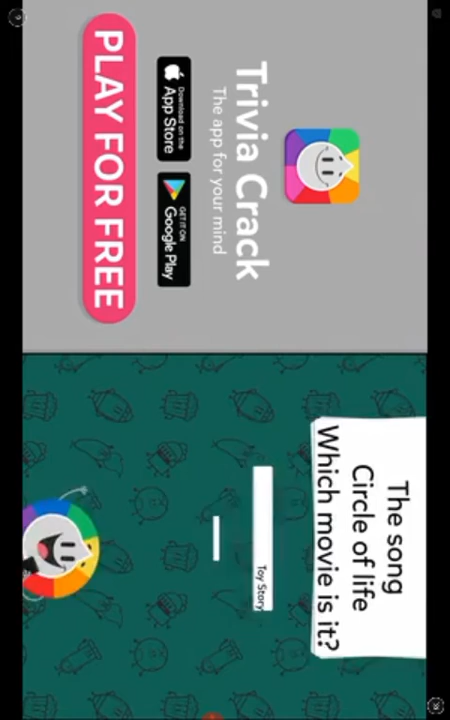 Trivia Crack
The app for your mind
Download on the
App Store
GET IT ON
Google Play
PLAY FOR FREE
The song
Circle of life
Which movie is it?
Toy Story